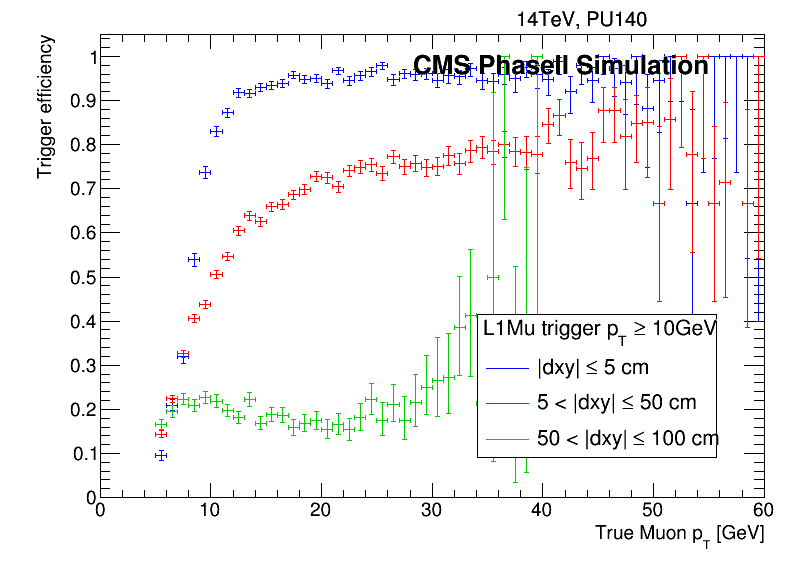 14TeV, PU140
CMS PhaseII Simulation
Trigger efficiency
1
0.9
0.8
0.7
0.6
0.5
0.4
0.3
0.2
0.1
0
L1Mu trigger p_T ≥ 10GeV
|dxy| ≤ 5 cm
5 < |dxy| ≤ 50 cm
50 < |dxy| ≤ 100 cm
0 10 20 30 40 50 60
True Muon p_T [GeV]